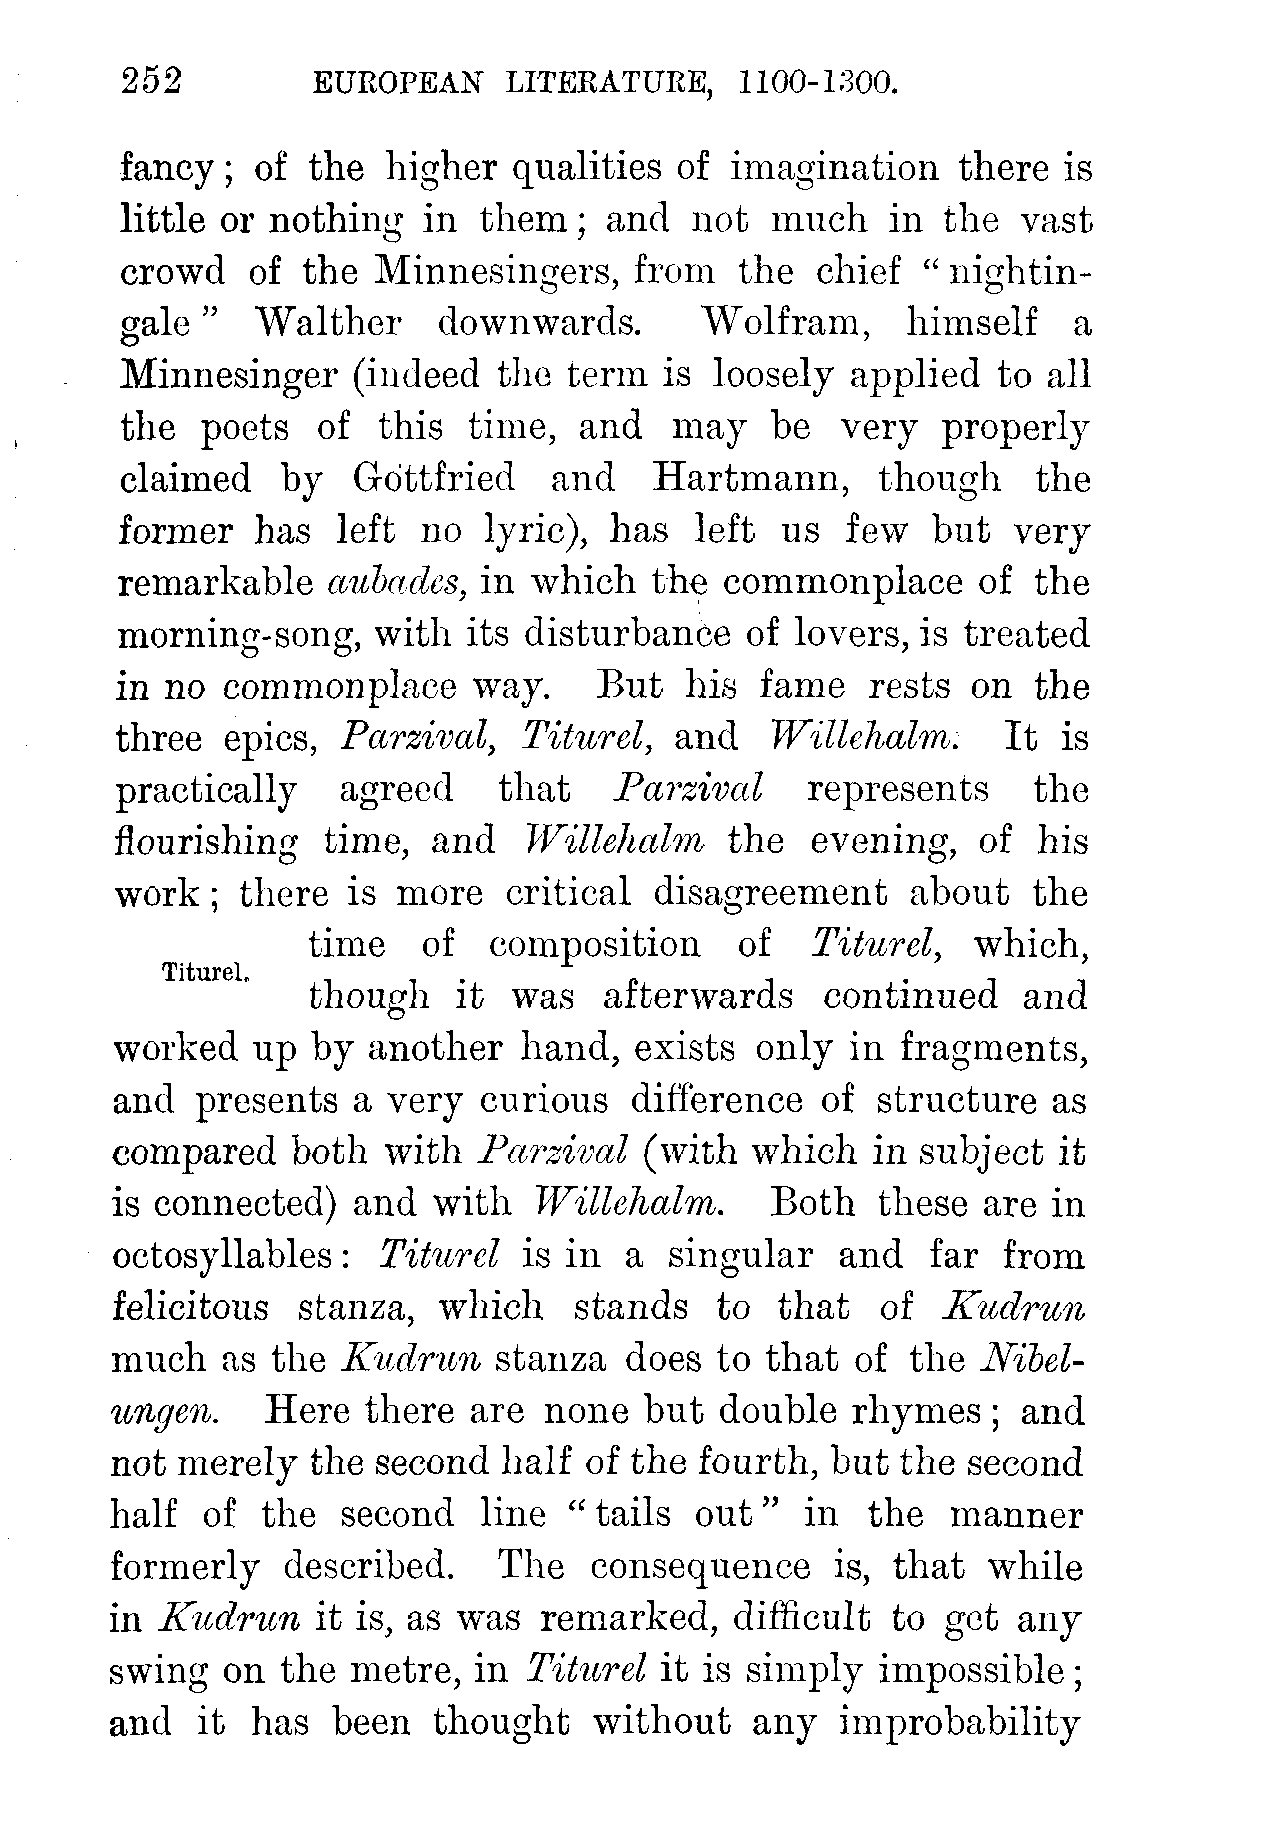 252 EUROPEAN LITERATURE, 1100-1300.
fancy; of the higher qualities of imagination there is
little or nothing in them; and not much in the vast
crowd of the Minnesingers, from the chief “nightin-
gale” Walther downwards. Wolfram, himself a
Minnesinger (indeed the term is loosely applied to all
the poets of this time, and may be very properly
claimed by Gottfried and Hartmann, though the
former has left no lyric), has left us few but very
remarkable aubades, in which the commonplace of the
morning-song, with its disturbance of lovers, is treated
in no commonplace way. But his fame rests on the
three epics, Parzival, Titurel, and Willehalm. It is
practically agreed that Parzival represents the
flourishing time, and Willehalm the evening, of his
work; there is more critical disagreement about the
time of composition of Titurel, which,
Titurel.
though it was afterwards continued and
worked up by another hand, exists only in fragments,
and presents a very curious difference of structure as
compared both with Parzival (with which in subject it
is connected) and with Willehalm. Both these are in
octosyllables: Titurel is in a singular and far from
felicitous stanza, which stands to that of Kudrun
much as the Kudrun stanza does to that of the Nibel-
ungen. Here there are none but double rhymes; and
not merely the second half of the fourth, but the second
half of the second line “tails out” in the manner
formerly described. The consequence is, that while
in Kudrun it is, as was remarked, difficult to get any
swing on the metre, in Titurel it is simply impossible;
and it has been thought without any improbability